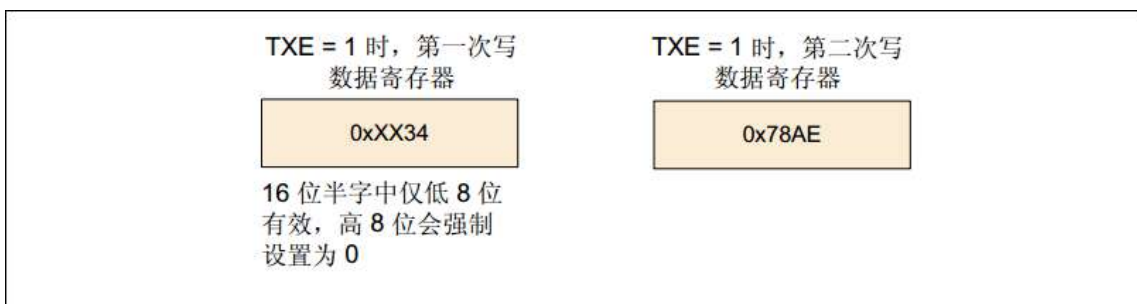 TXE = 1 时，第一次写
数据寄存器
0xXX34
16 位半字中仅低 8 位
有效，高 8 位会强制
设置为 0
TXE = 1 时，第二次写
数据寄存器
0x78AE